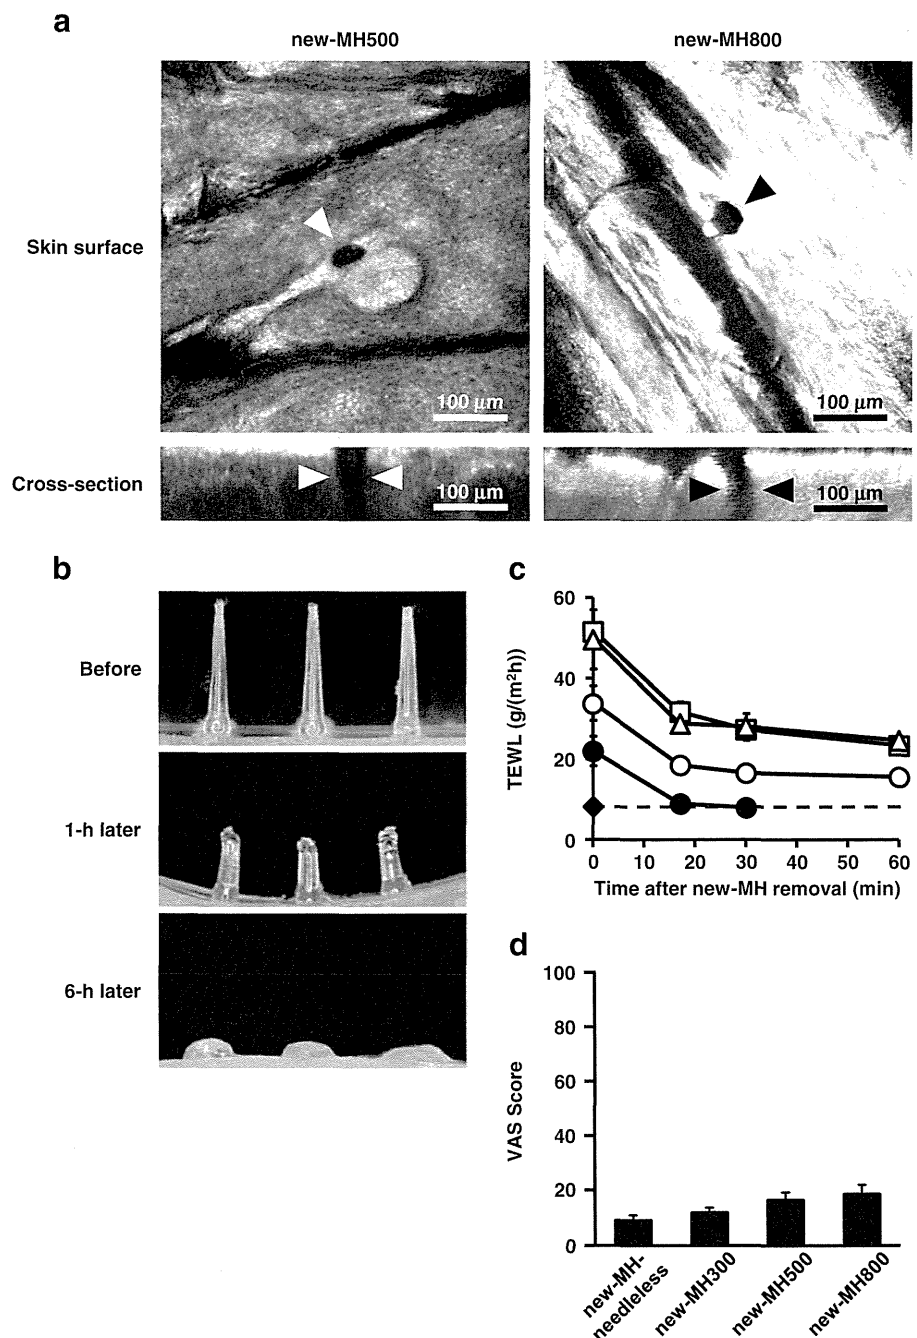 a
new-MH500
new-MH800
Skin surface
100 µm
100 µm
Cross-section
100 µm
100 µm
b
Before
1-h later
6-h later
c
60
40
20
0
TEWL (g/(m²h))
0 10 20 30 40 50 60
Time after new-MH removal (min)
d
100
80
60
40
20
0
VAS Score
new-MH-
needleless
new-MH300
new-MH500
new-MH800